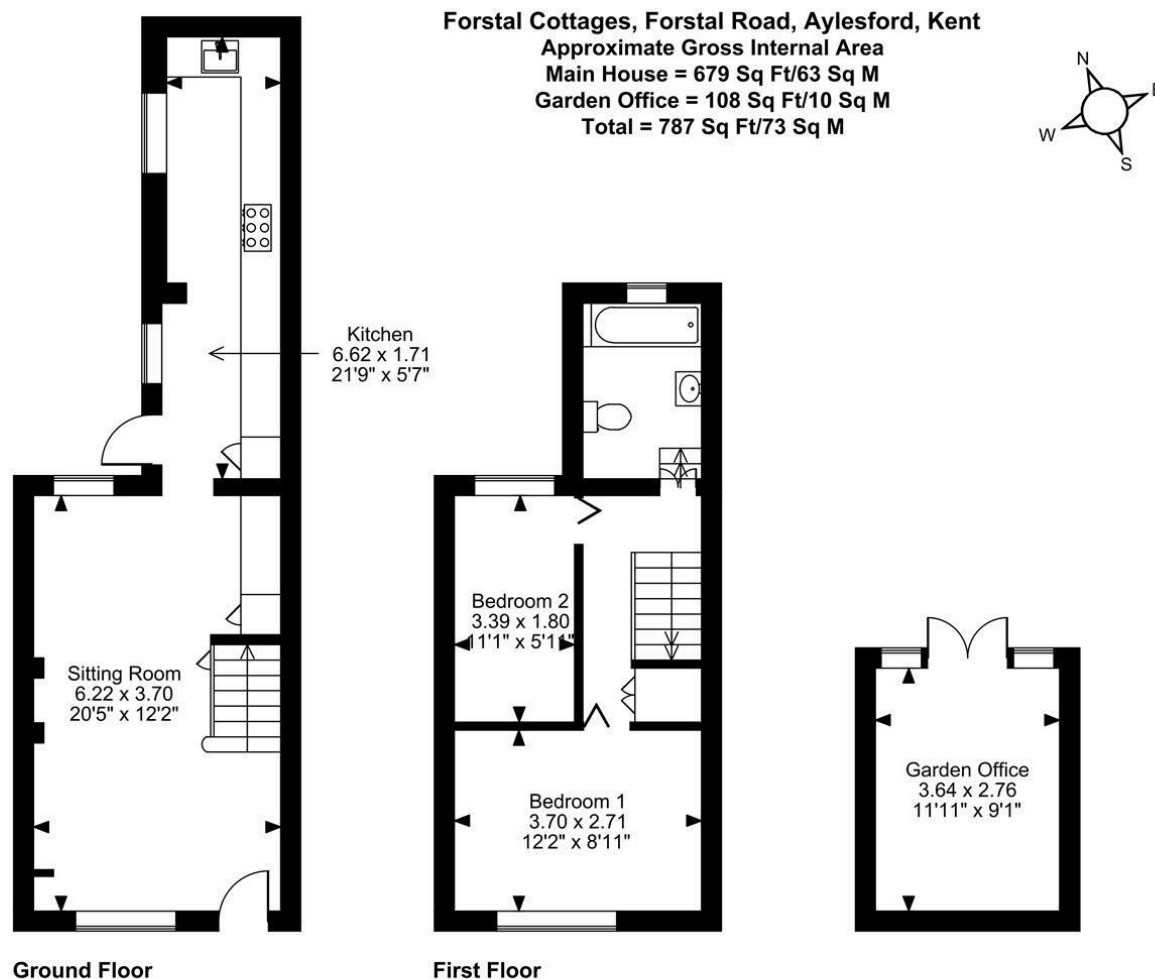 Forstal Cottages, Forstal Road, Aylesford, Kent
Approximate Gross Internal Area
Main House = 679 Sq Ft/63 Sq M
Garden Office = 108 Sq Ft/10 Sq M
Total = 787 Sq Ft/73 Sq M
N
E
W
S
Kitchen
6.62 x 1.71
21'9" x 5'7"
Sitting Room
6.22 x 3.70
20'5" x 12'2"
Bedroom 2
3.39 x 1.80
11'1" x 5'11"
Bedroom 1
3.70 x 2.71
12'2" x 8'11"
Garden Office
3.64 x 2.76
11'11" x 9'1"
Ground Floor
First Floor